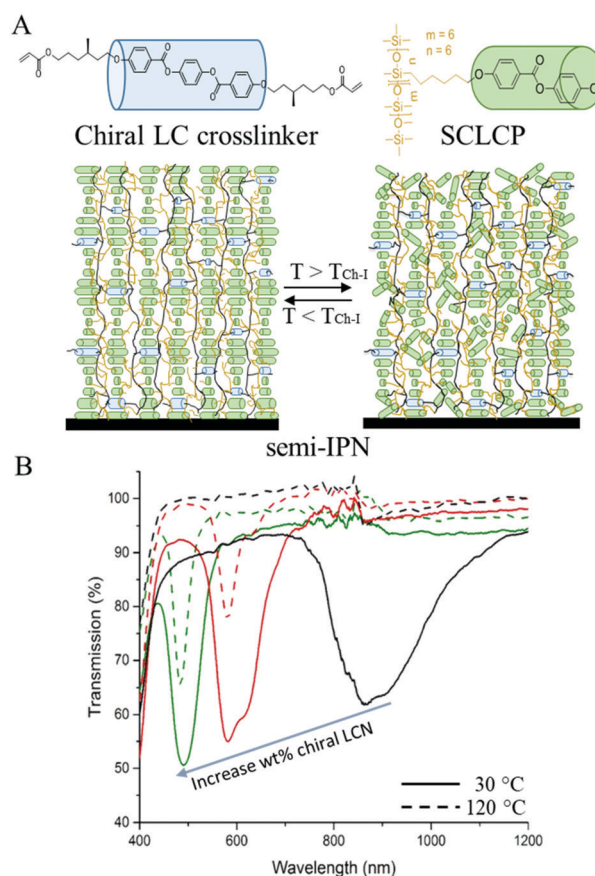 A
m = 6
n = 6
Chiral LC crosslinker
SCLCP
T > TCh-I
T < TCh-I
semi-IPN
B
Transmission (%)
100
90
80
70
60
50
40
Increase wt% chiral LCN
30 °C
120 °C
400
600
800
1000
1200
Wavelength (nm)